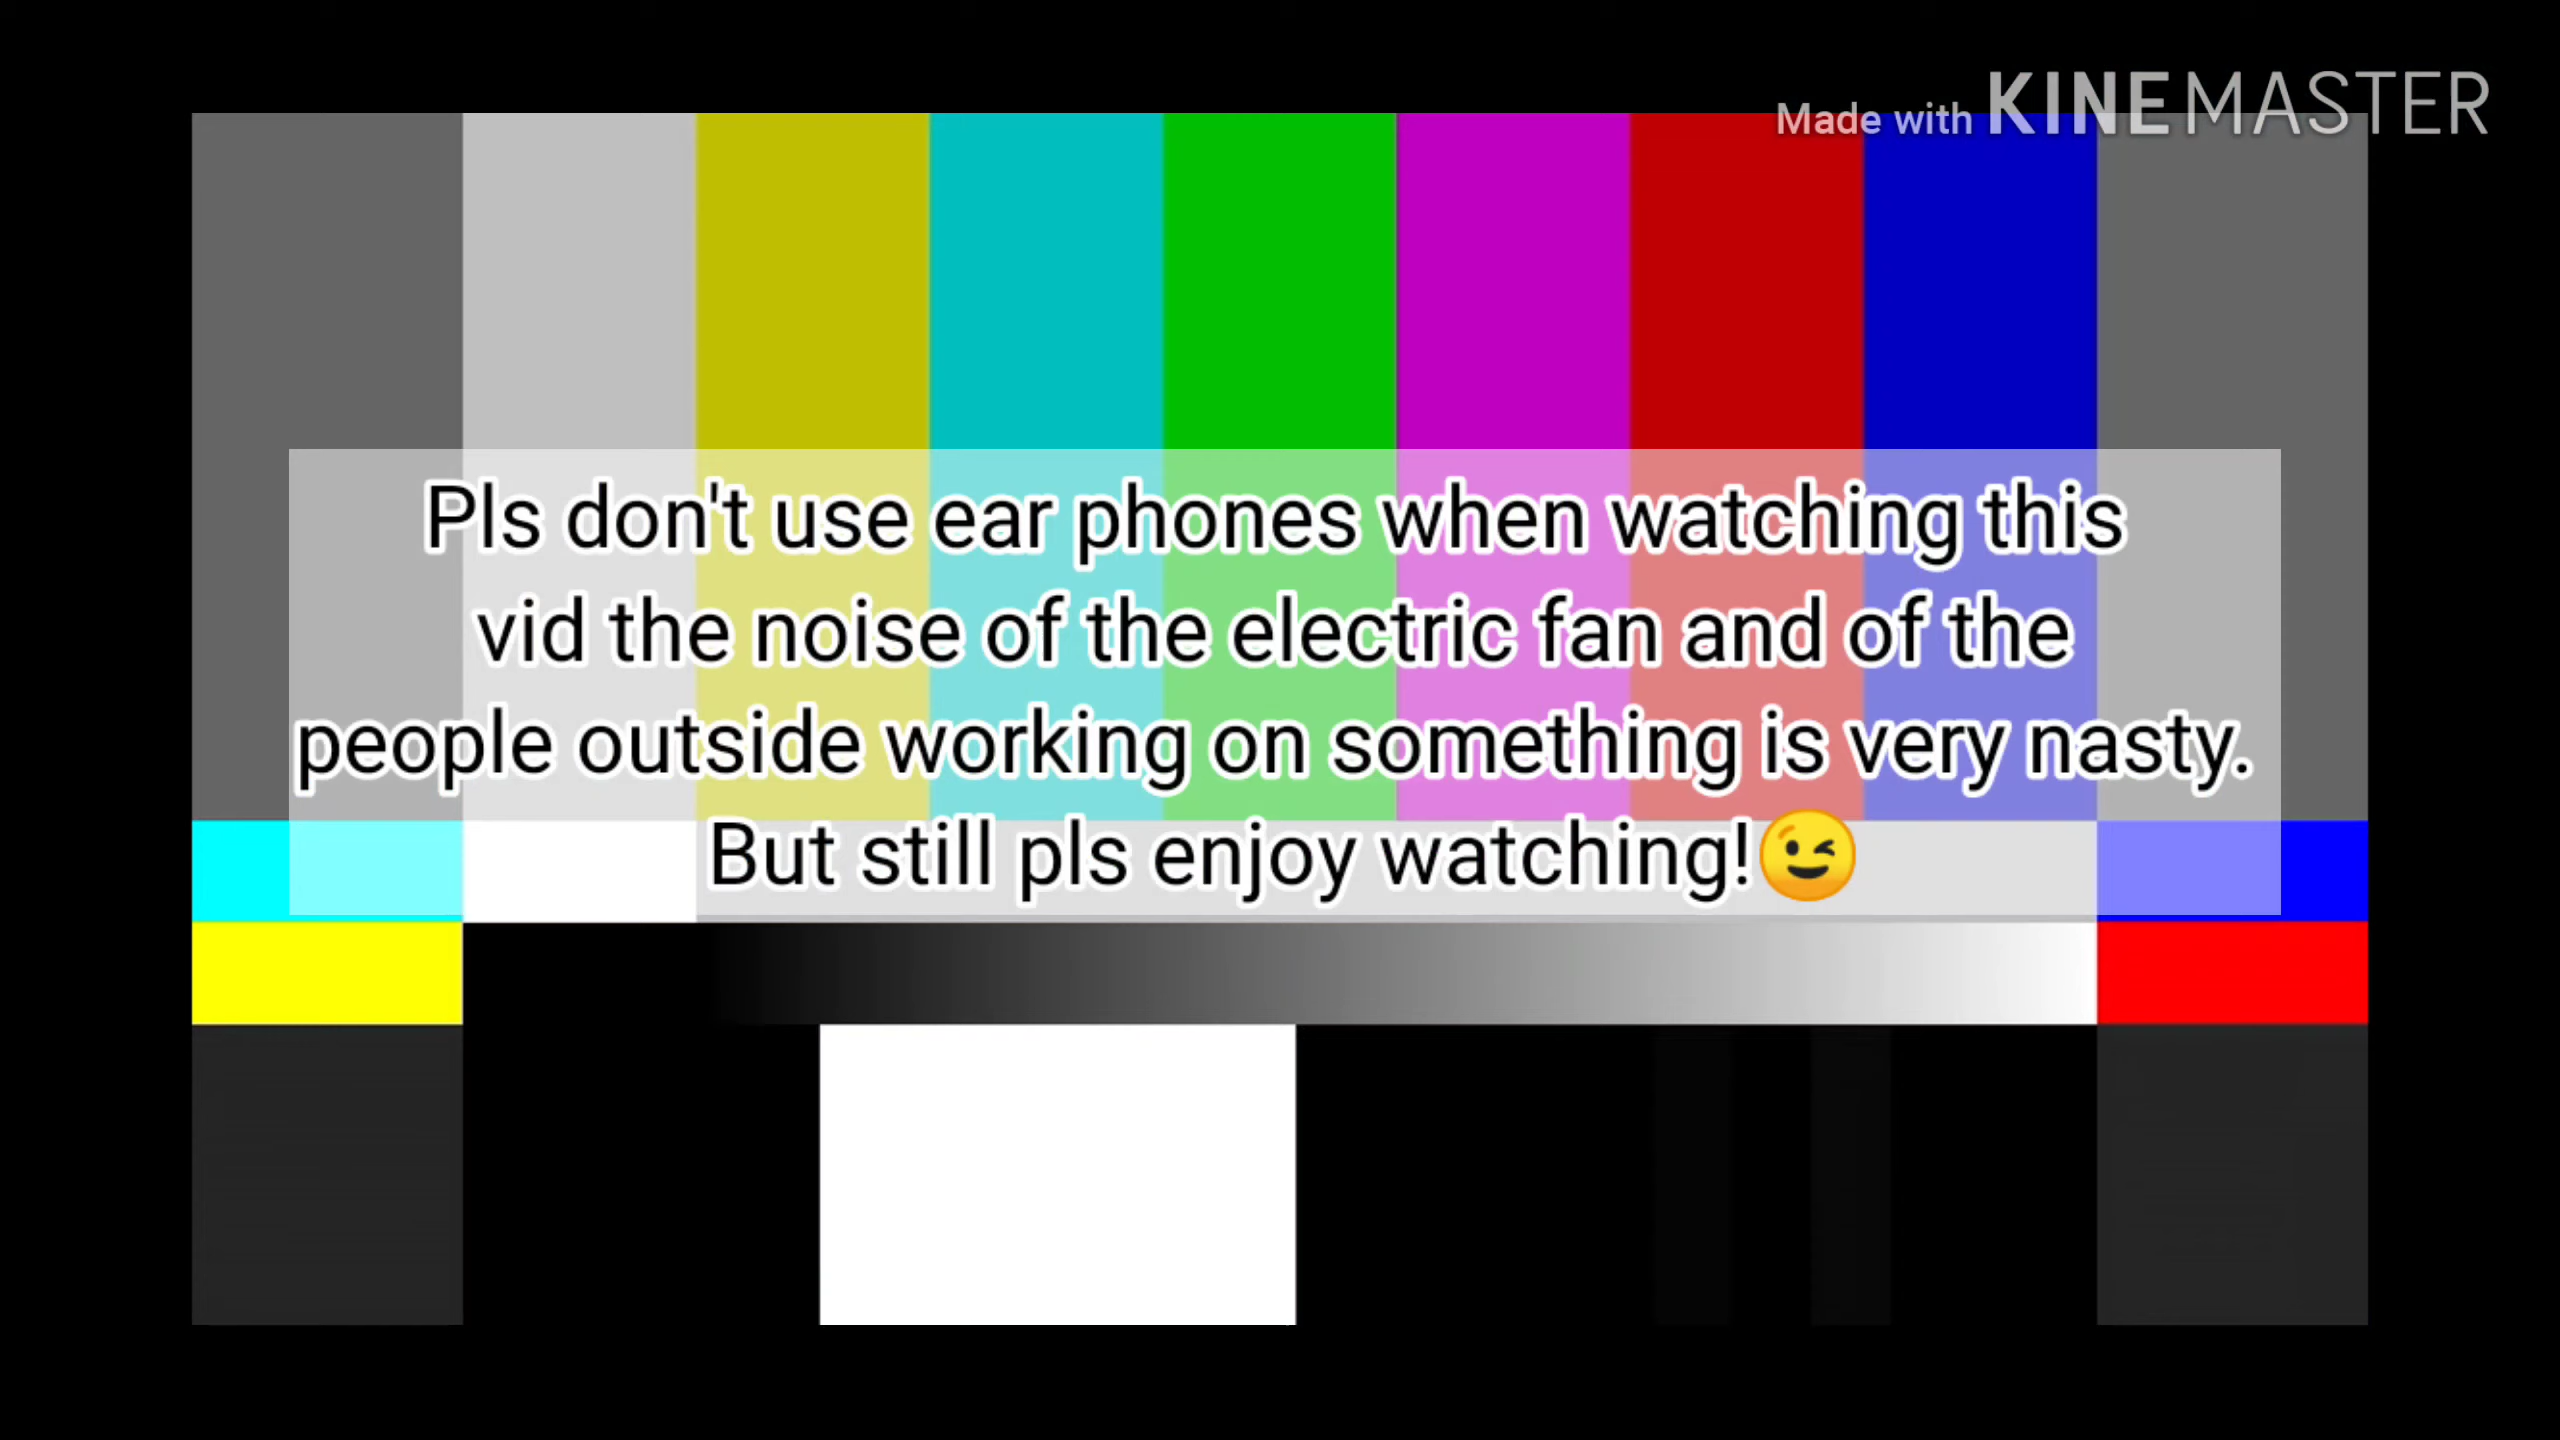 Made with KINEMASTER
Pls don't use ear phones when watching this
vid the noise of the electric fan and of the
people outside working on something is very nasty.
But still pls enjoy watching!😉